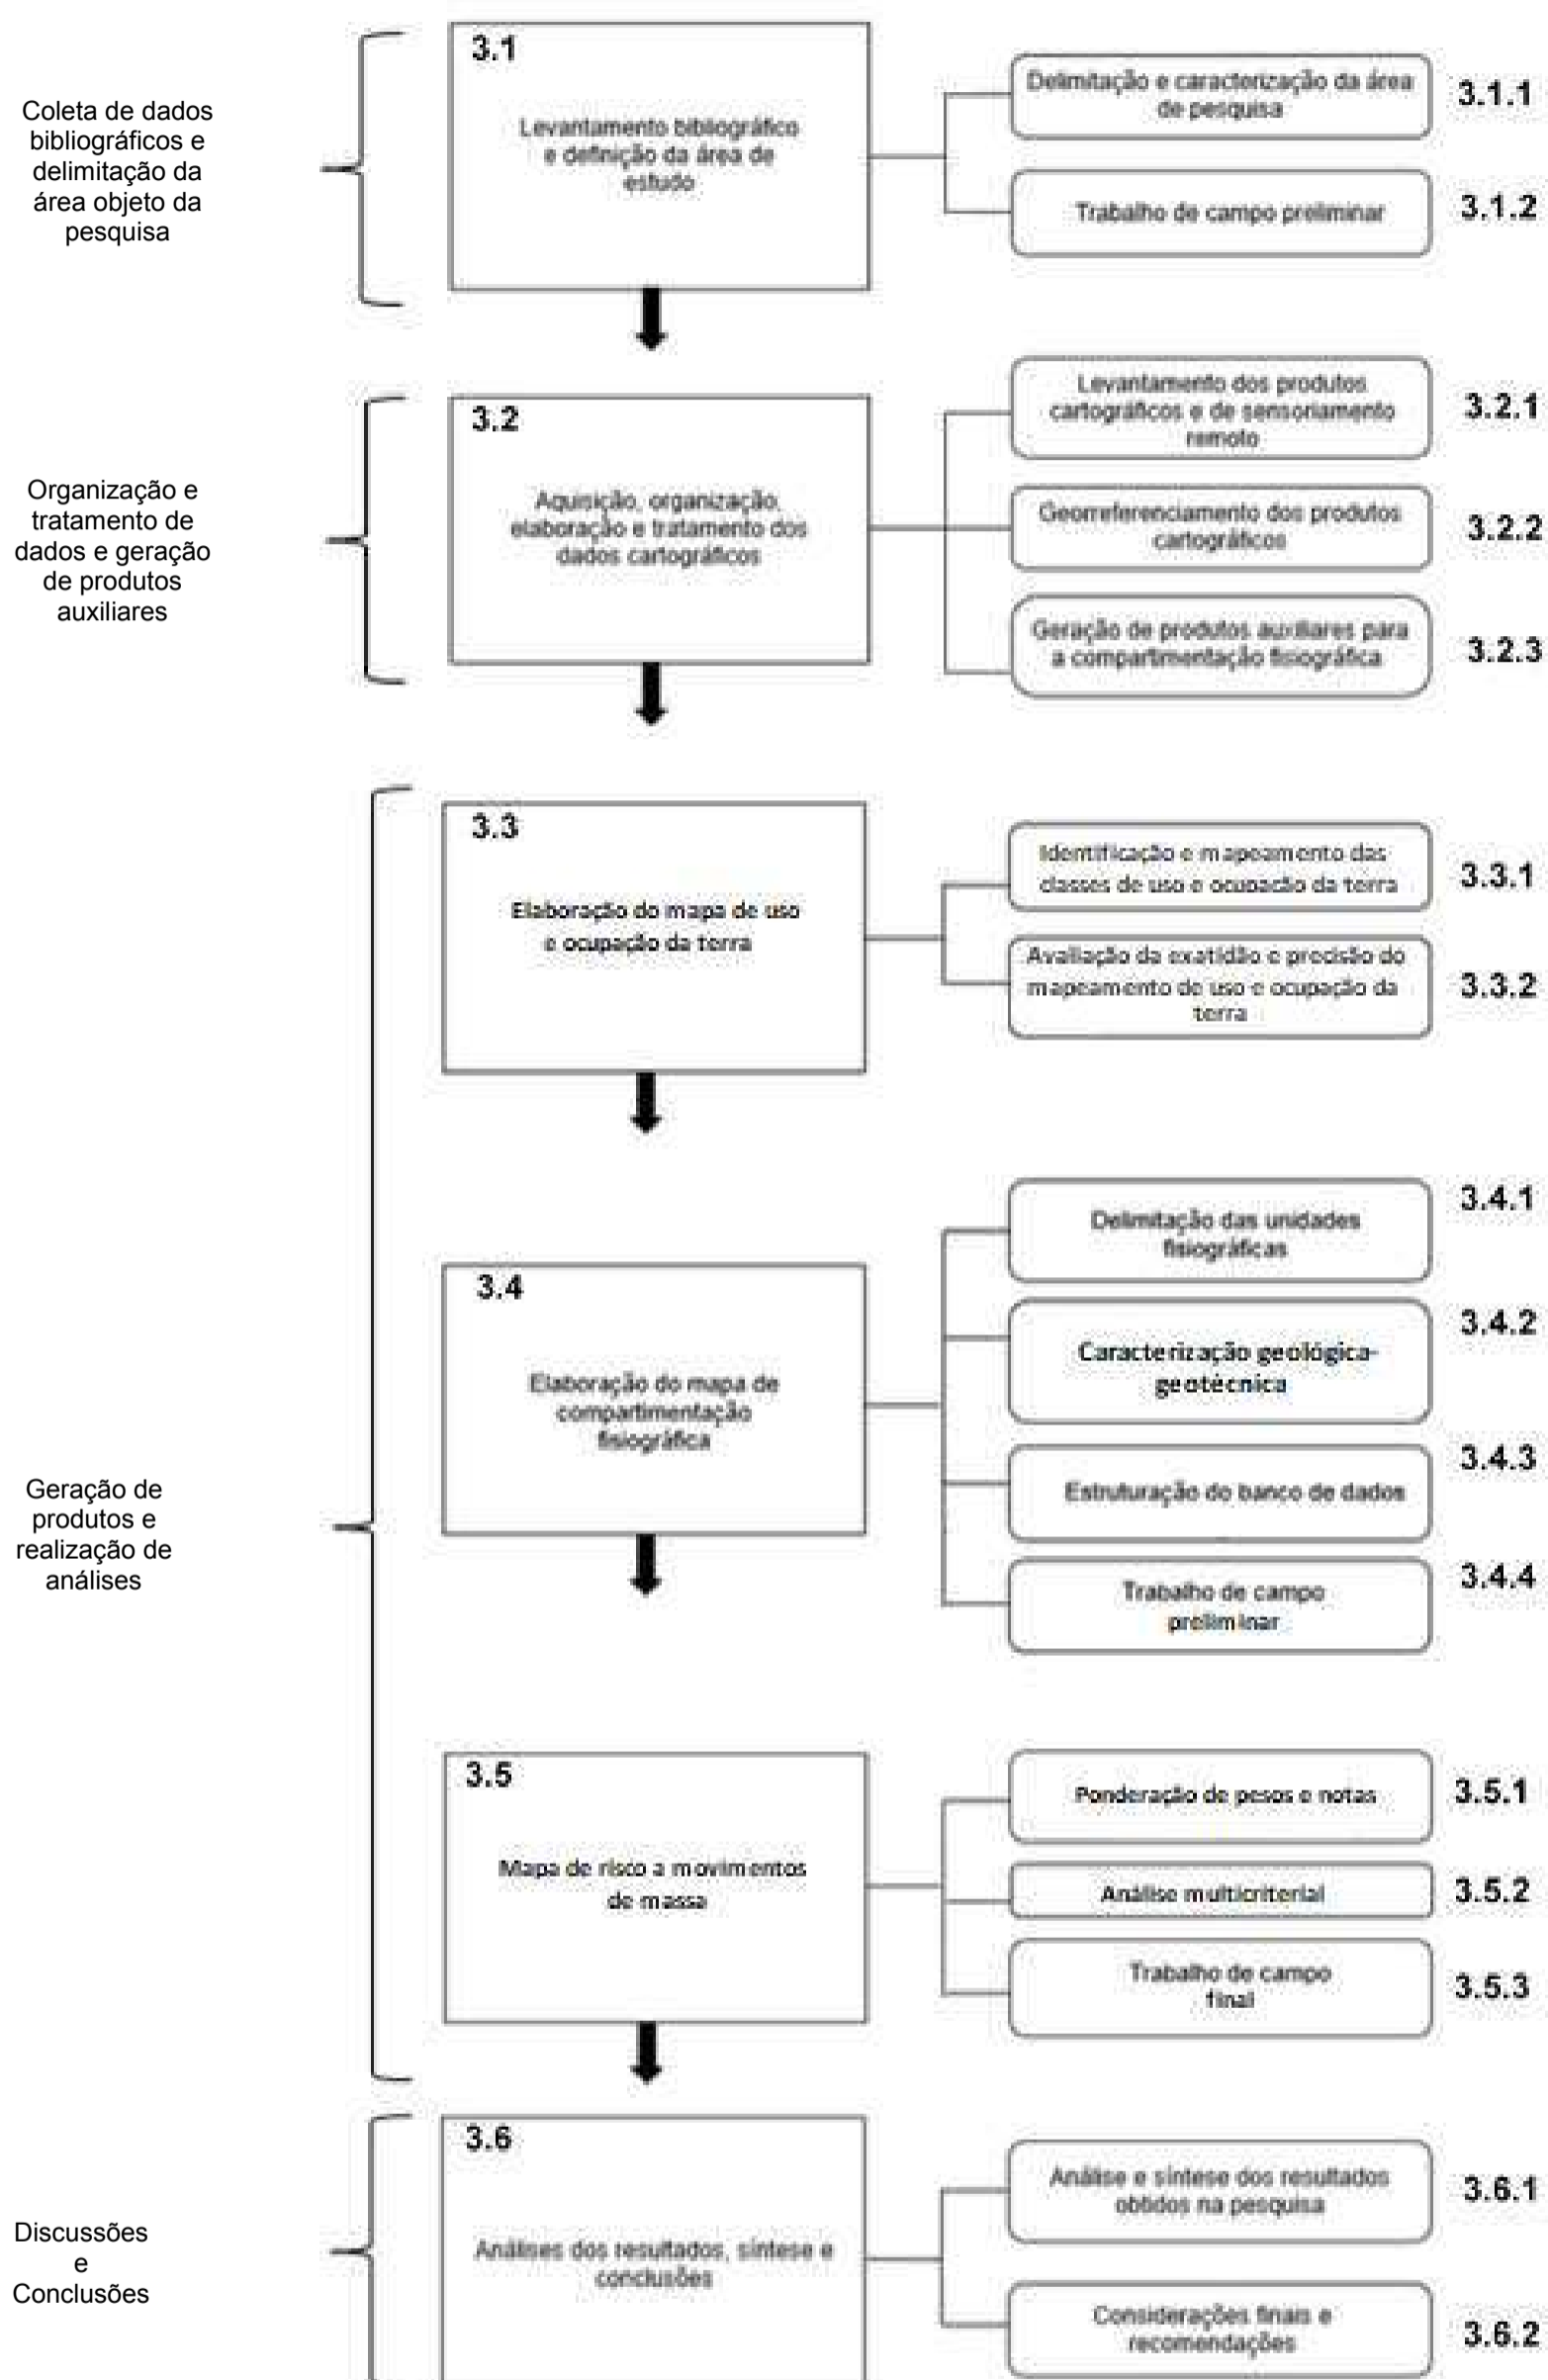 Coleta de dados
bibliográficos e
delimitação da
área objeto da
pesquisa
3.1
Levantamento bibliográfico
e definição da área de
estudo
Delimitação e caracterização da área
de pesquisa
3.1.1
Trabalho de campo preliminar
3.1.2
Organização e
tratamento de
dados e geração
de produtos
auxiliares
3.2
Aquisição, organização,
elaboração e tratamento dos
dados cartográficos
Levantamento dos produtos
cartográficos e de sensoriamento
remoto
3.2.1
Georreferenciamento dos produtos
cartográficos
3.2.2
Geração de produtos auxiliares para
a compartimentação fisiográfica
3.2.3
Geração de
produtos e
realização de
análises
3.3
Elaboração do mapa de uso
e ocupação da terra
Identificação e mapeamento das
classes de uso e ocupação da terra
3.3.1
Avaliação da exatidão e precisão do
mapeamento de uso e ocupação da
terra
3.3.2
3.4
Elaboração do mapa de
compartimentação
fisiográfica
Delimitação das unidades
fisiográficas
3.4.1
Caracterização geológica-
geotécnica
3.4.2
Estruturação do banco de dados
3.4.3
Trabalho de campo
preliminar
3.4.4
3.5
Mapa de risco a movimentos
de massa
Ponderação de pesos e notas
3.5.1
Análise multicriterial
3.5.2
Trabalho de campo
final
3.5.3
Discussões
e
Conclusões
3.6
Análises dos resultados, síntese e
conclusões
Análise e síntese dos resultados
obtidos na pesquisa
3.6.1
Considerações finais e
recomendações
3.6.2